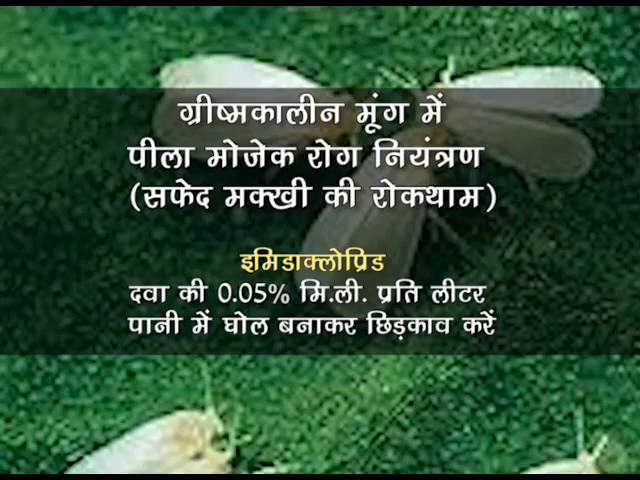 ग्रीष्मकालीन मूंग में
पीला मोजेक रोग नियंत्रण
(सफेद मक्खी की रोकथाम)
इमिडाक्लोप्रिड
दवा की 0.05% मि.ली. प्रति लीटर
पानी में घोल बनाकर छिड़काव करें